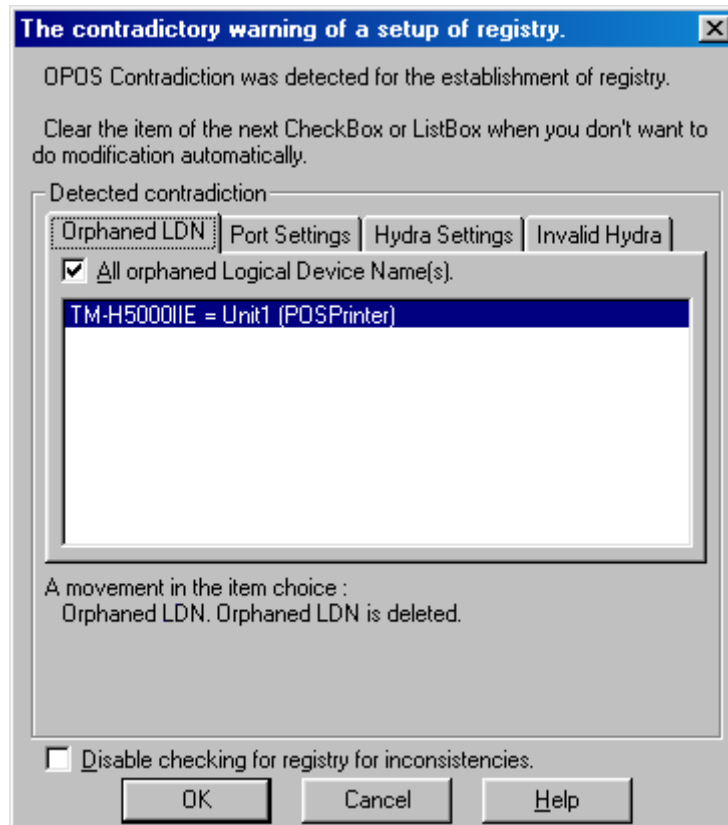 The contradictory warning of a setup of registry.
OPOS Contradiction was detected for the establishment of registry.
Clear the item of the next CheckBox or ListBox when you don't want to
do modification automatically.
Detected contradiction
Orphaned LDN Port Settings Hydra Settings Invalid Hydra
All orphaned Logical Device Name(s).
TM-H5000IIE = Unit1 (POSPrinter)
A movement in the item choice :
Orphaned LDN. Orphaned LDN is deleted.
Disable checking for registry for inconsistencies.
OK Cancel Help